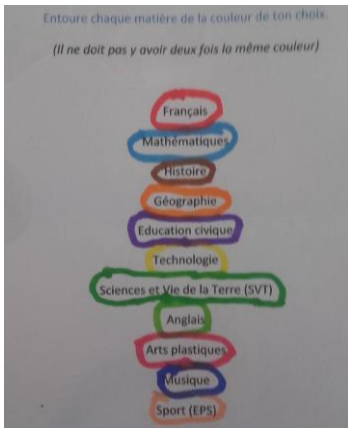 Entoure chaque matière de la couleur de ton choix.
(Il ne doit pas y avoir deux fois la même couleur)
Français
Mathématiques
Histoire
Géographie
Education civique
Technologie
Sciences et Vie de la Terre (SVT)
Anglais
Arts plastiques
Musique
Sport (EPS)